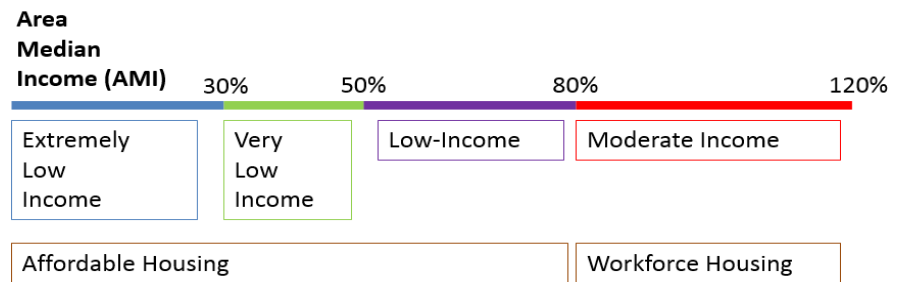 Area
Median
Income (AMI)
30%
50%
80%
120%
Extremely
Low
Income
Very
Low
Income
Low-Income
Moderate Income
Affordable Housing
Workforce Housing